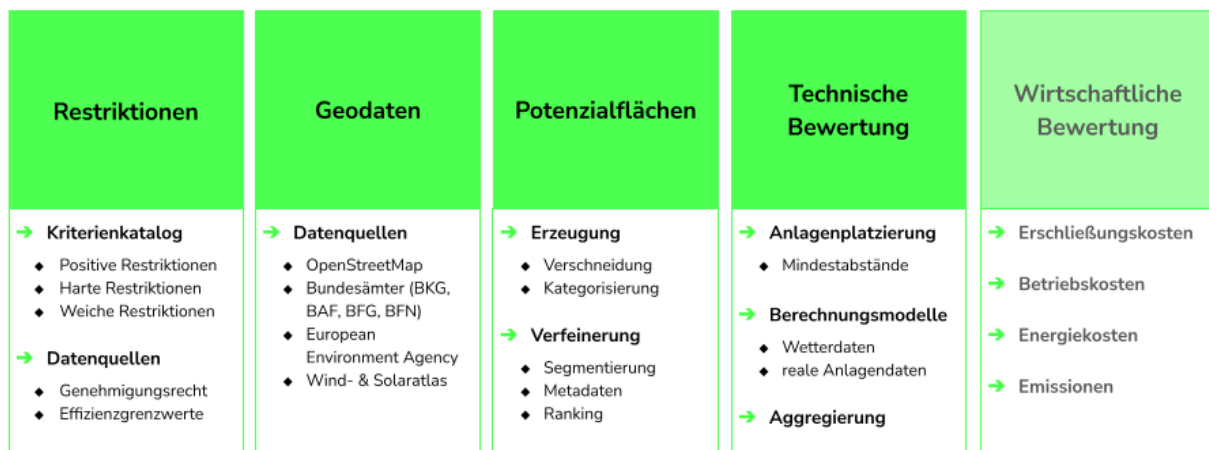 Restriktionen
➔ Kriterienkatalog
◆ Positive Restriktionen
◆ Harte Restriktionen
◆ Weiche Restriktionen
➔ Datenquellen
◆ Genehmigungsrecht
◆ Effizienzgrenzwerte
Geodaten
➔ Datenquellen
◆ OpenStreetMap
◆ Bundesämter (BKG,
BAF, BFG, BFN)
◆ European
Environment Agency
◆ Wind- & Solaratlas
Potenzialflächen
➔ Erzeugung
◆ Verschneidung
◆ Kategorisierung
➔ Verfeinerung
◆ Segmentierung
◆ Metadaten
◆ Ranking
Technische
Bewertung
➔ Anlagenplatzierung
◆ Mindestabstände
➔ Berechnungsmodelle
◆ Wetterdaten
◆ reale Anlagendaten
➔ Aggregierung
Wirtschaftliche
Bewertung
➔ Erschließungskosten
➔ Betriebskosten
➔ Energiekosten
➔ Emissionen